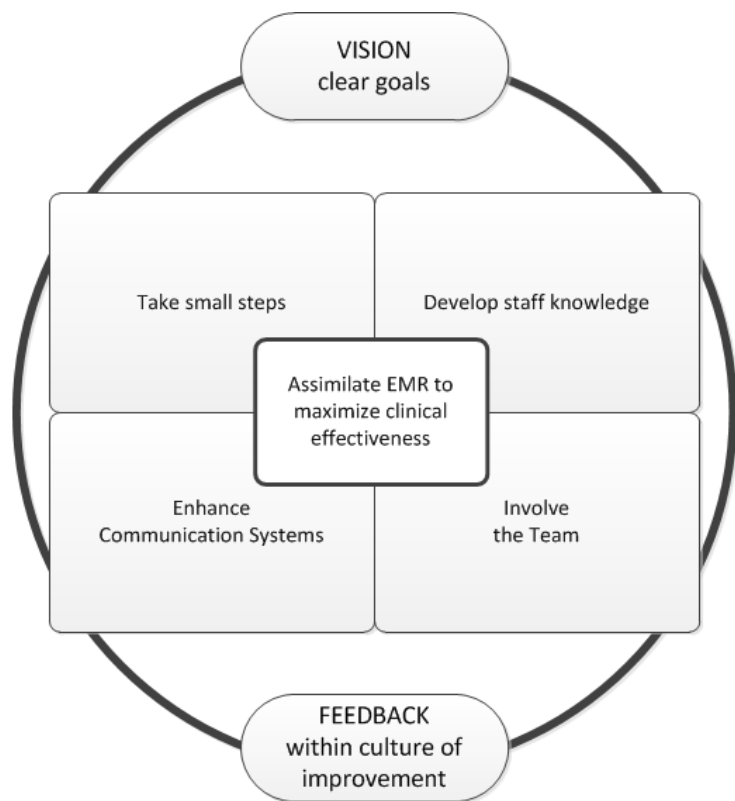 VISION
clear goals
Take small steps
Develop staff knowledge
Assimilate EMR to
maximize clinical
effectiveness
Enhance
Communication Systems
Involve
the Team
FEEDBACK
within culture of
improvement